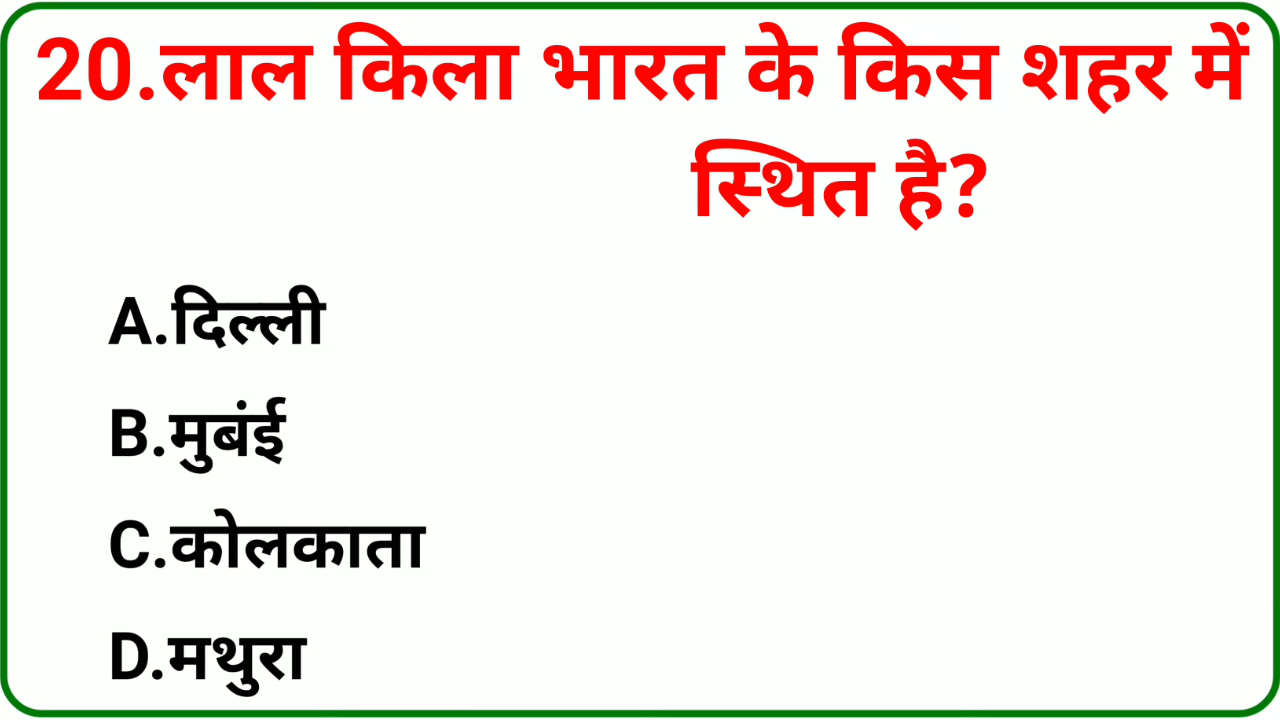 20.लाल किला भारत के किस शहर में
स्थित है?
A.दिल्ली
B.मुबंई
C.कोलकाता
D.मथुरा